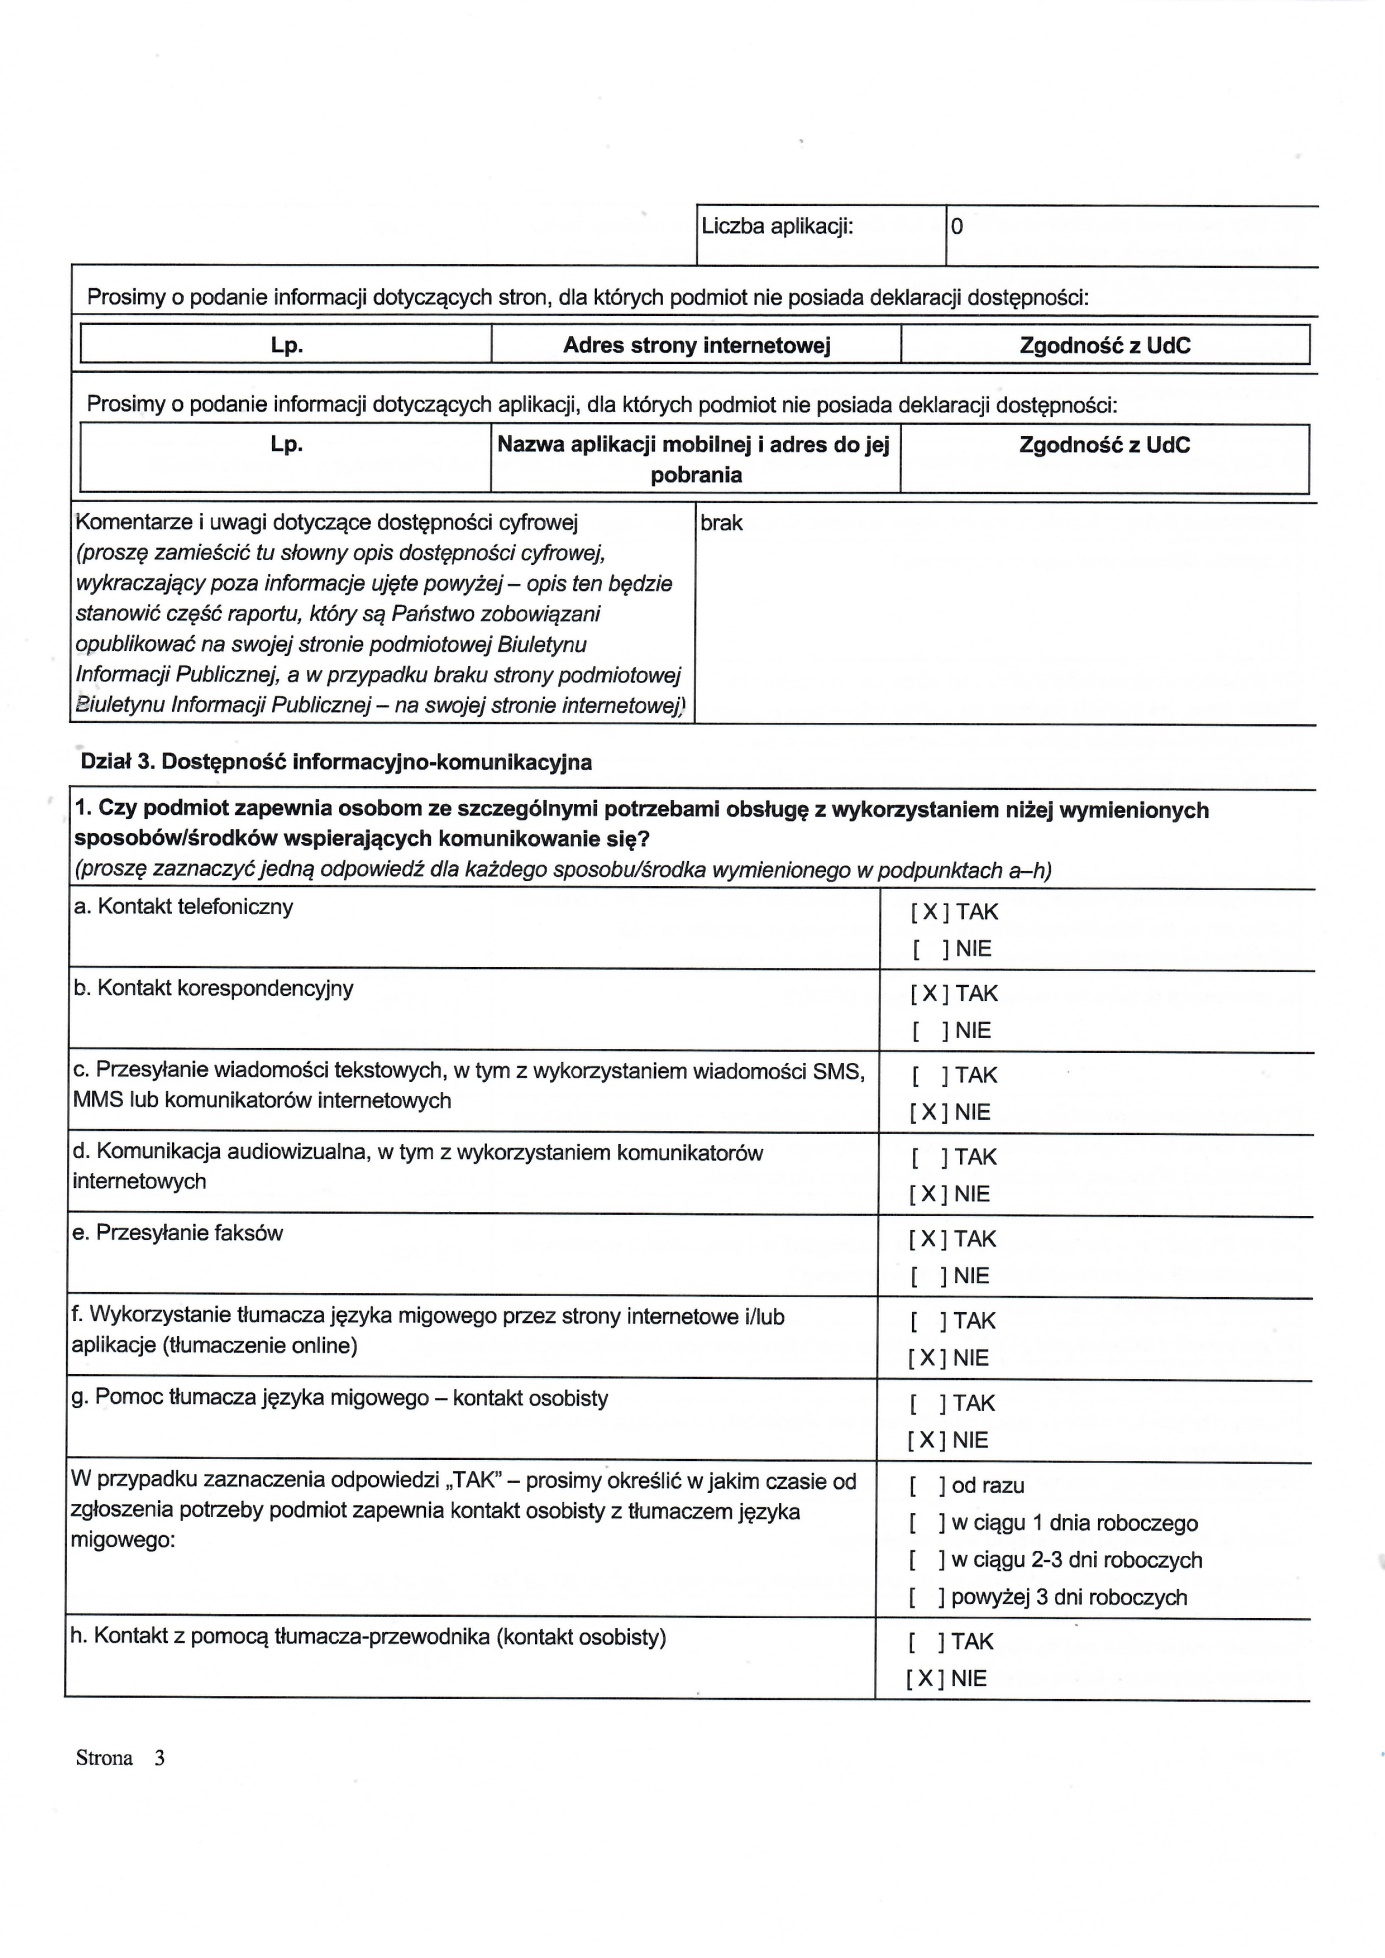 Liczba aplikacji: 0
Prosimy o podanie informacji dotyczących stron, dla których podmiot nie posiada deklaracji dostępności:
Lp. Adres strony internetowej Zgodność z UdC
Prosimy o podanie informacji dotyczących aplikacji, dla których podmiot nie posiada deklaracji dostępności:
Lp. Nazwa aplikacji mobilnej i adres do jej Zgodność z UdC
pobrania
Komentarze i uwagi dotyczące dostępności cyfrowej brak
(proszę zamieścić tu słowny opis dostępności cyfrowej,
wykraczający poza informacje ujęte powyżej – opis ten będzie
stanowić część raportu, który są Państwo zobowiązani
opublikować na swojej stronie podmiotowej Biuletynu
Informacji Publicznej, a w przypadku braku strony podmiotowej
Biuletynu Informacji Publicznej – na swojej stronie internetowej)
Dział 3. Dostępność informacyjno-komunikacyjna
1. Czy podmiot zapewnia osobom ze szczególnymi potrzebami obsługę z wykorzystaniem niżej wymienionych
sposobów/środków wspierających komunikowanie się?
(proszę zaznaczyć jedną odpowiedź dla każdego sposobu/środka wymienionego w podpunktach a–h)
a. Kontakt telefoniczny
[ X ] TAK
[ ] NIE
b. Kontakt korespondencyjny
[ X ] TAK
[ ] NIE
c. Przesyłanie wiadomości tekstowych, w tym z wykorzystaniem wiadomości SMS,
MMS lub komunikatorów internetowych
[ ] TAK
[ X ] NIE
d. Komunikacja audiowizualna, w tym z wykorzystaniem komunikatorów
internetowych
[ ] TAK
[ X ] NIE
e. Przesyłanie faksów
[ X ] TAK
[ ] NIE
f. Wykorzystanie tłumacza języka migowego przez strony internetowe i/lub
aplikacje (tłumaczenie online)
[ ] TAK
[ X ] NIE
g. Pomoc tłumacza języka migowego – kontakt osobisty
[ ] TAK
[ X ] NIE
W przypadku zaznaczenia odpowiedzi „TAK” – prosimy określić w jakim czasie od
zgłoszenia potrzeby podmiot zapewnia kontakt osobisty z tłumaczem języka
migowego:
[ ] od razu
[ ] w ciągu 1 dnia roboczego
[ ] w ciągu 2-3 dni roboczych
[ ] powyżej 3 dni roboczych
h. Kontakt z pomocą tłumacza-przewodnika (kontakt osobisty)
[ ] TAK
[ X ] NIE
Strona 3